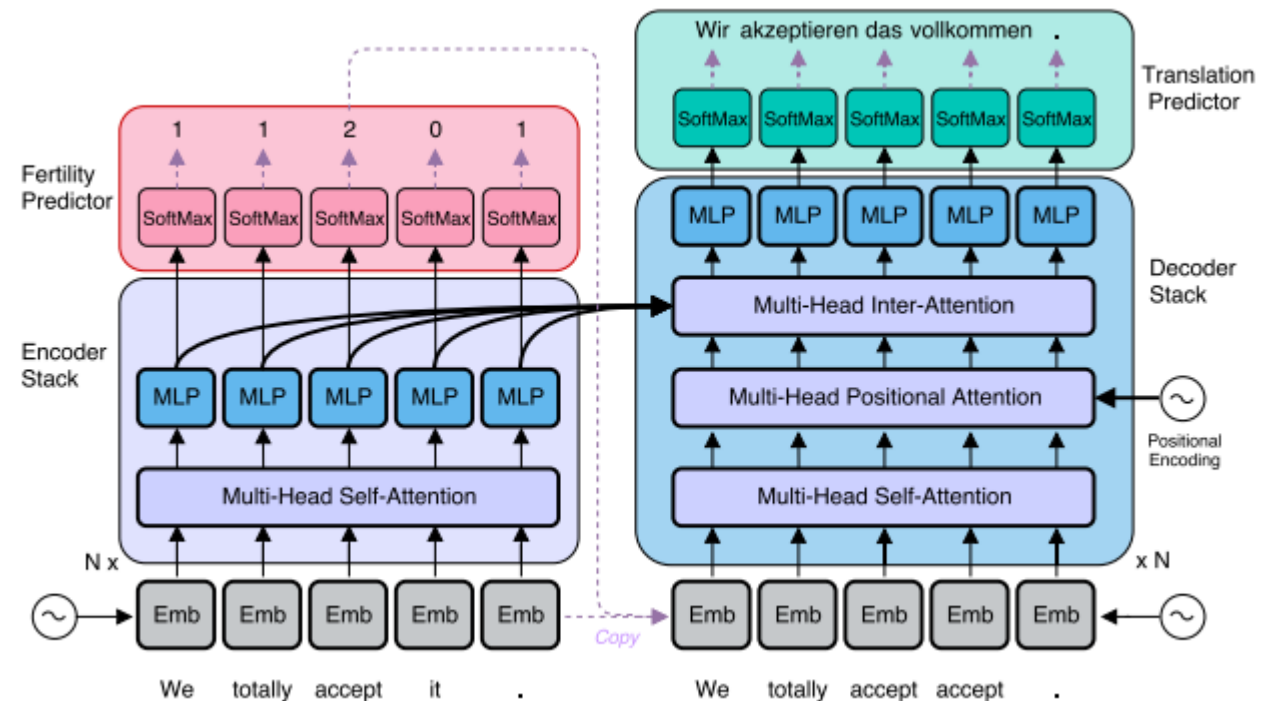 Wir akzeptieren das vollkommen .
Translation
Predictor
SoftMax SoftMax SoftMax SoftMax SoftMax
1 1 2 0 1
Fertility
Predictor
SoftMax SoftMax SoftMax SoftMax SoftMax
MLP MLP MLP MLP MLP
Decoder
Stack
Multi-Head Inter-Attention
Encoder
Stack
MLP MLP MLP MLP MLP
Multi-Head Positional Attention
Positional
Encoding
Multi-Head Self-Attention
Multi-Head Self-Attention
N x
x N
Emb Emb Emb Emb Emb
Copy
Emb Emb Emb Emb Emb
We totally accept it .
We totally accept accept .